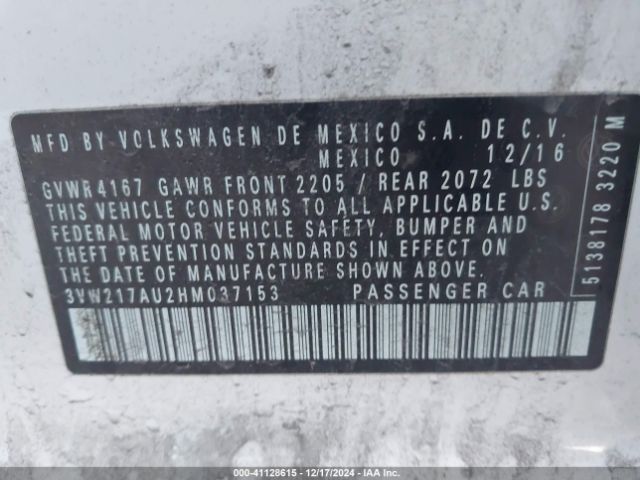 MFD BY VOLKSWAGEN DE MEXICO S.A. DE C.V.
MEXICO 12/16
GVWR 4167 GAWR FRONT 2205 / REAR 2072 LBS
THIS VEHICLE CONFORMS TO ALL APPLICABLE U.S.
FEDERAL MOTOR VEHICLE SAFETY, BUMPER AND
THEFT PREVENTION STANDARDS IN EFFECT ON
THE DATE OF MANUFACTURE SHOWN ABOVE.
3VW217AU2HM037153 PASSENGER CAR
5138178 3220 M
000-41128615 - 12/17/2024 - IAA Inc.